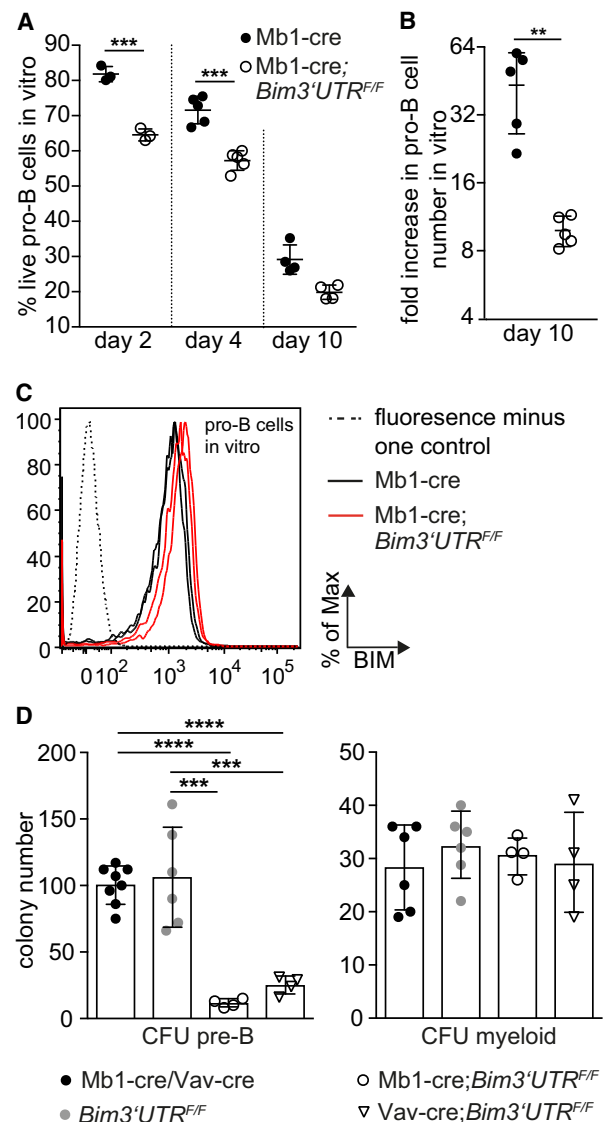 A
% live pro-B cells in vitro
90
80
70
60
50
40
30
20
10
***
***
day 2
day 4
day 10
Mb1-cre
Mb1-cre;
Bim3‘UTR^F/F
B
fold increase in pro-B cell
number in vitro
64
32
16
8
4
**
day 10
C
100
80
60
40
20
0
pro-B cells
in vitro
0 10^2 10^3 10^4 10^5
fluoresence minus
one control
Mb1-cre
Mb1-cre;
Bim3‘UTR^F/F
% of Max
BIM
D
colony number
200
150
100
50
0
****
****
***
***
CFU pre-B
50
40
30
20
10
0
CFU myeloid
Mb1-cre/Vav-cre
Bim3‘UTR^F/F
Mb1-cre;Bim3‘UTR^F/F
Vav-cre;Bim3‘UTR^F/F